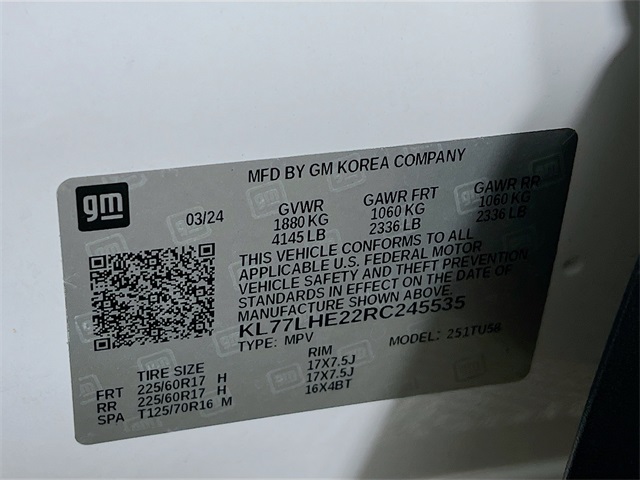 MFD BY GM KOREA COMPANY
gm
03/24
GVWR GAWR FRT GAWR RR
1880 KG 1060 KG 1060 KG
4145 LB 2336 LB 2336 LB
THIS VEHICLE CONFORMS TO ALL
APPLICABLE U.S. FEDERAL MOTOR
VEHICLE SAFETY AND THEFT PREVENTION
STANDARDS IN EFFECT ON THE DATE OF
MANUFACTURE SHOWN ABOVE.
KL77LHE22RC245535
TYPE: MPV MODEL: 251TU58
TIRE SIZE RIM
FRT 225/60R17 H 17X7.5J
RR 225/60R17 H 17X7.5J
SPA T125/70R16 M 16X4BT